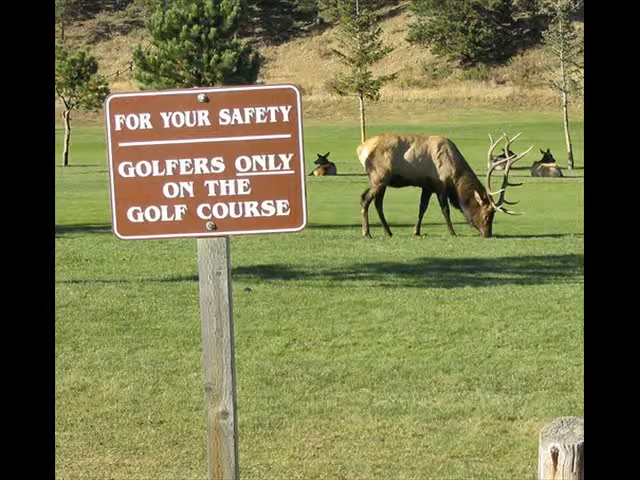 FOR YOUR SAFETY
GOLFERS ONLY
ON THE
GOLF COURSE